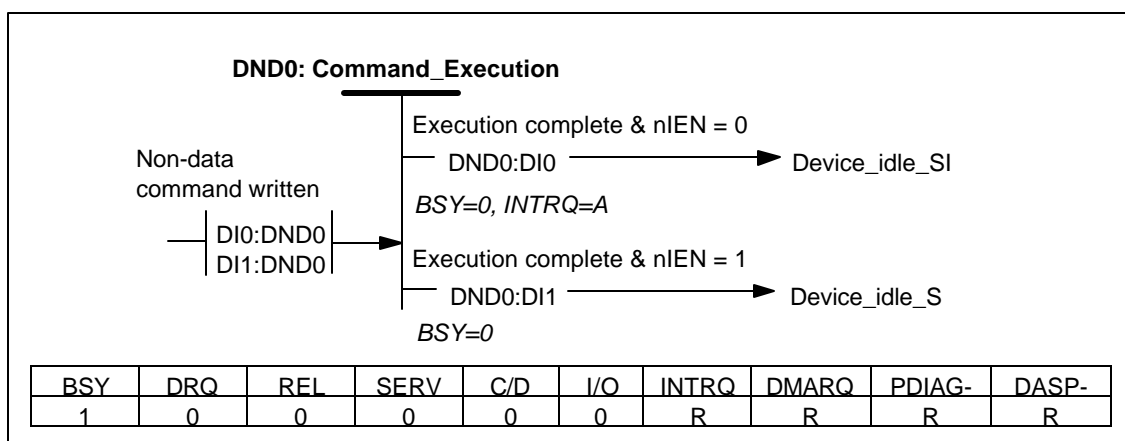 DND0: Command_Execution
Execution complete & nIEN = 0
DND0:DI0
Device_idle_SI
Non-data
command written
BSY=0, INTRQ=A
DI0:DND0
DI1:DND0
Execution complete & nIEN = 1
DND0:DI1
Device_idle_S
BSY=0
BSY DRQ REL SERV C/D I/O INTRQ DMARQ PDIAG- DASP-
1 0 0 0 0 0 R R R R